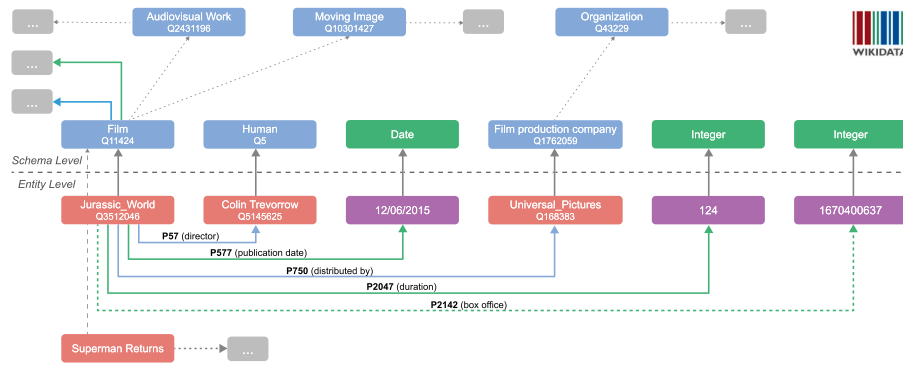 ...
Audiovisual Work
Q2431196
Moving Image
Q10301427
...
Organization
Q43229
...
WIKIDATA
...
...
Film
Q11424
Human
Q5
Date
Film production company
Q1762059
Integer
Integer
Schema Level
Entity Level
Jurassic_World
Q3512046
Colin Trevorrow
Q5145625
12/06/2015
Universal_Pictures
Q168383
124
1670400637
P57 (director)
P577 (publication date)
P750 (distributed by)
P2047 (duration)
P2142 (box office)
Superman Returns
...